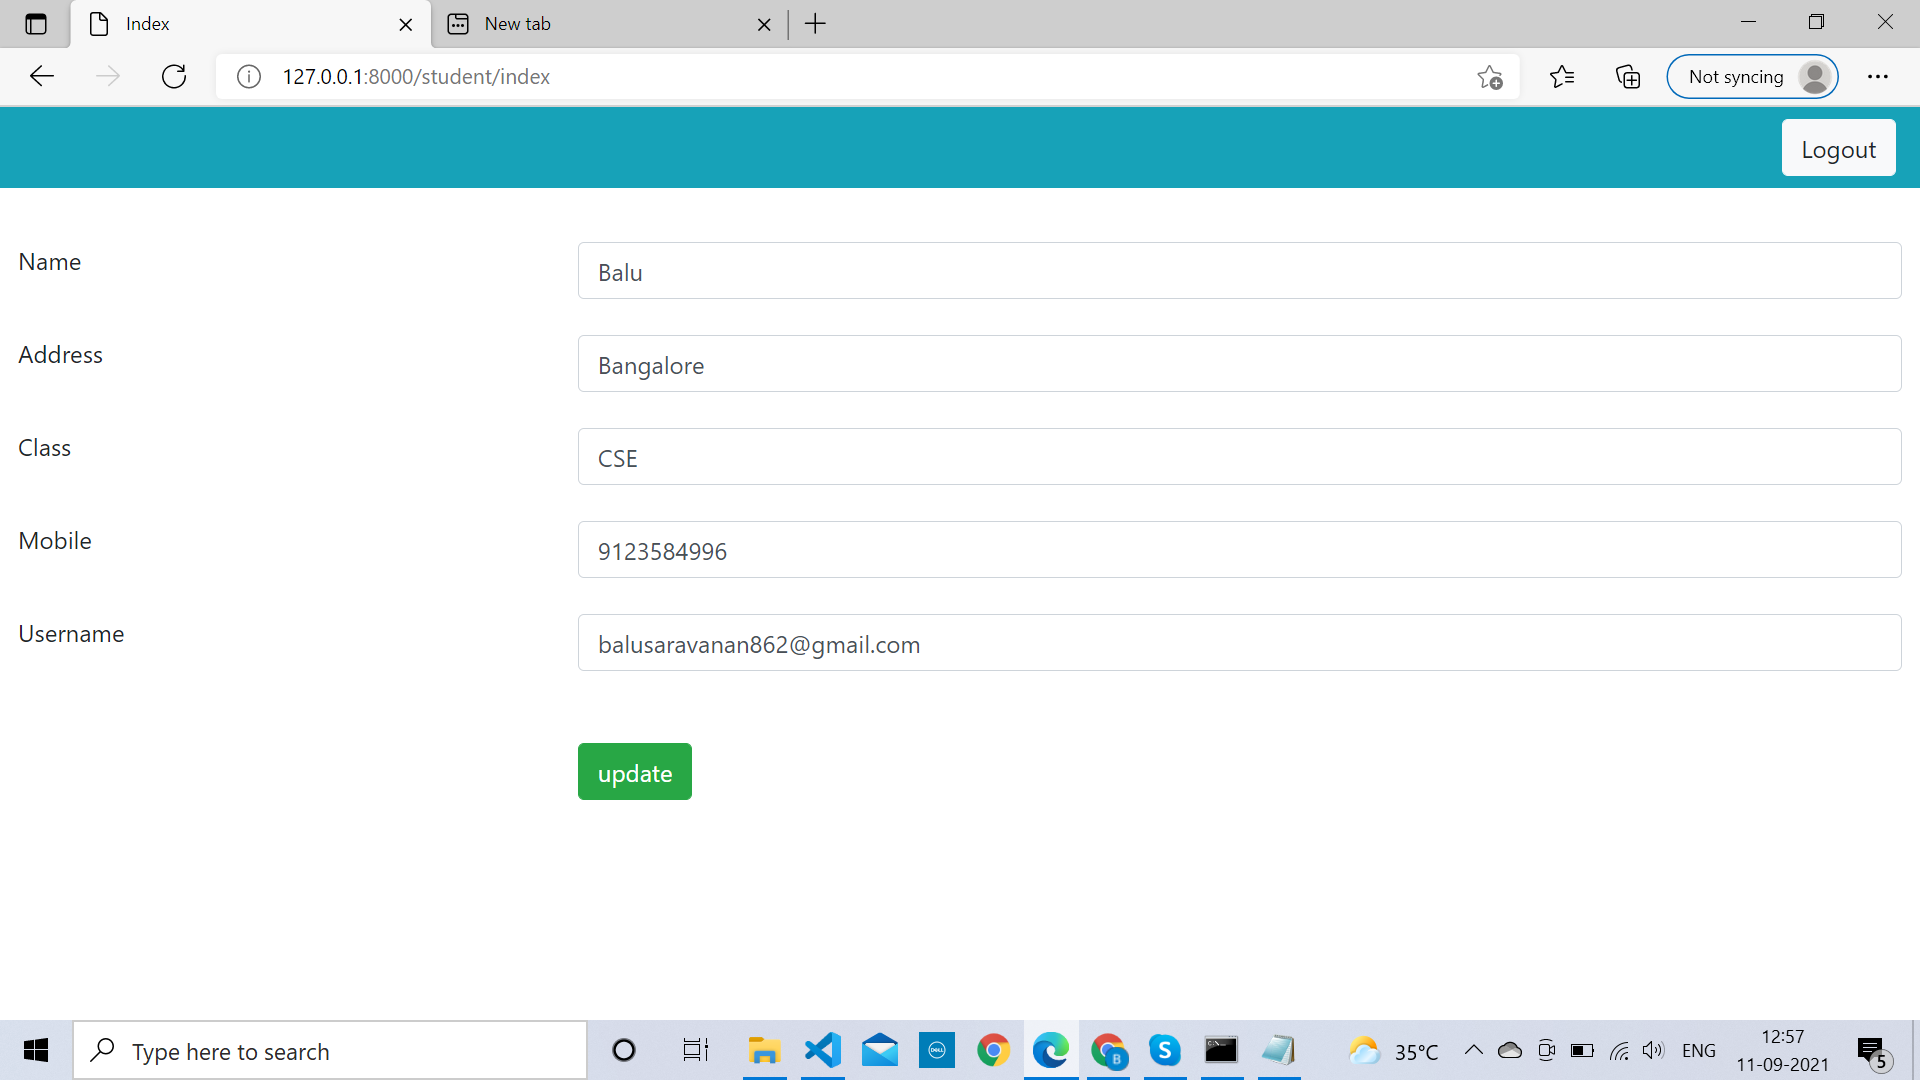 Index
New tab
127.0.0.1:8000/student/index
Not syncing
Logout
Name
Balu
Address
Bangalore
Class
CSE
Mobile
9123584996
Username
balusaravanan862@gmail.com
update
Type here to search
DELL
B
S
35°C
ENG
12:57
11-09-2021
5